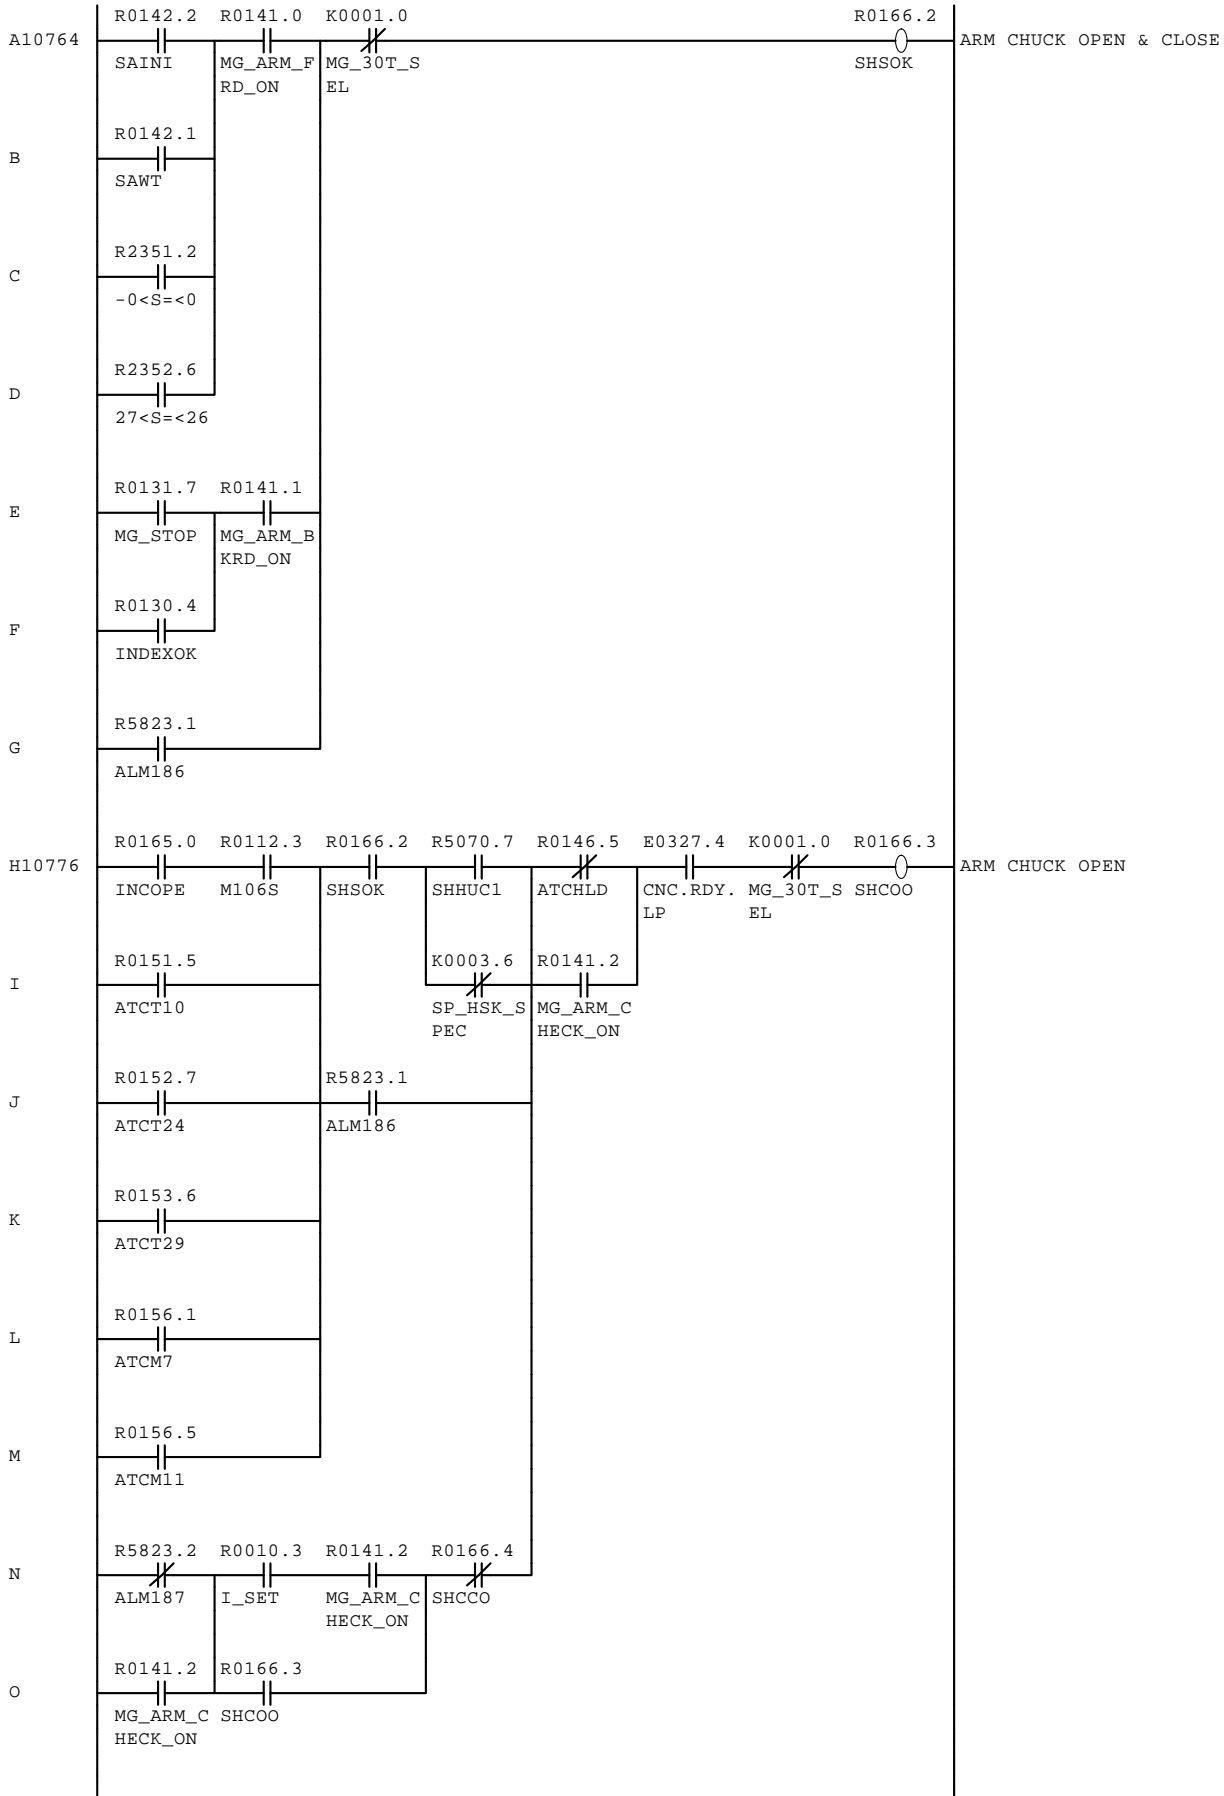 R0142.2 R0141.0 K0001.0 R0166.2
A10764 ARM CHUCK OPEN & CLOSE
SAINI MG_ARM_F MG_30T_S SHSOK
RD_ON EL
R0142.1
B
SAWT
R2351.2
C
-0<S=<0
R2352.6
D
27<S=<26
R0131.7 R0141.1
E
MG_STOP MG_ARM_B
KRD_ON
R0130.4
F
INDEXOK
R5823.1
G
ALM186
R0165.0 R0112.3 R0166.2 R5070.7 R0146.5 E0327.4 K0001.0 R0166.3
H10776 ARM CHUCK OPEN
INCOPE M106S SHSOK SHHUC1 ATCHLD CNC.RDY. MG_30T_S SHCOO
LP EL
R0151.5 K0003.6 R0141.2
I
ATCT10 SP_HSK_S MG_ARM_C
PEC HECK_ON
R0152.7 R5823.1
J
ATCT24 ALM186
R0153.6
K
ATCT29
R0156.1
L
ATCM7
R0156.5
M
ATCM11
R5823.2 R0010.3 R0141.2 R0166.4
N
ALM187 I_SET MG_ARM_C SHCCO
HECK_ON
R0141.2 R0166.3
O
MG_ARM_C SHCOO
HECK_ON